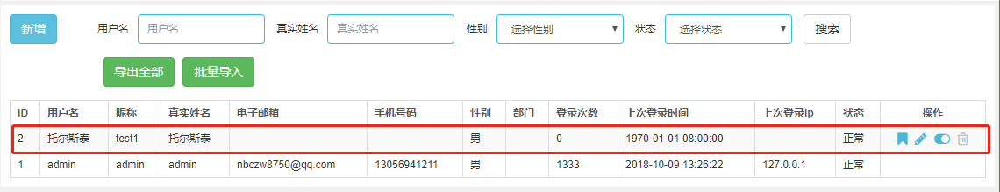 新增 用户名 用户名 真实姓名 真实姓名 性别 选择性别 状态 选择状态 搜索
导出全部 批量导入
ID 用户名 昵称 真实姓名 电子邮箱 手机号码 性别 部门 登录次数 上次登录时间 上次登录ip 状态 操作
2 托尔斯泰 test1 托尔斯泰 男 0 1970-01-01 08:00:00 正常
1 admin admin admin nbczw8750@qq.com 13056941211 男 1333 2018-10-09 13:26:22 127.0.0.1 正常